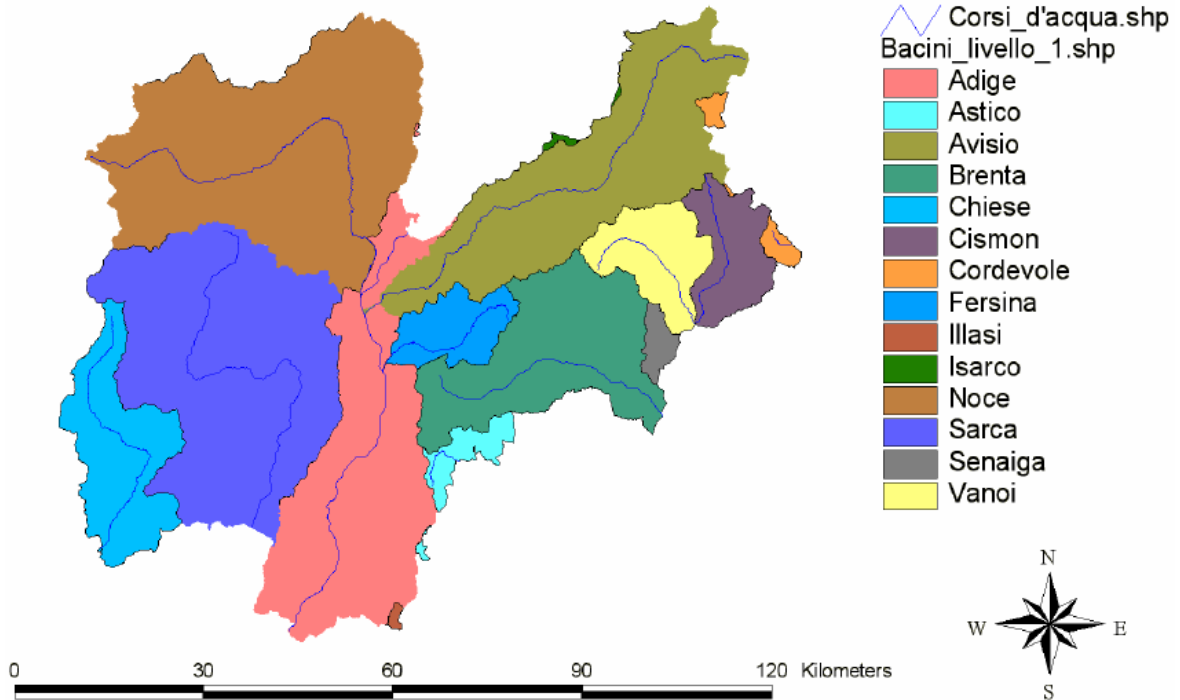 Corsi_d'acqua.shp
Bacini_livello_1.shp
Adige
Astico
Avisio
Brenta
Chiese
Cismon
Cordevole
Fersina
Illasi
Isarco
Noce
Sarca
Senaiga
Vanoi
N
W E
S
0 30 60 90 120 Kilometers